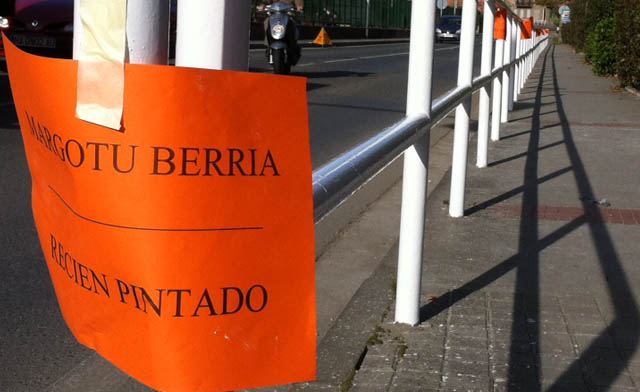 MARGOTU BERRIA
RECIEN PINTADO